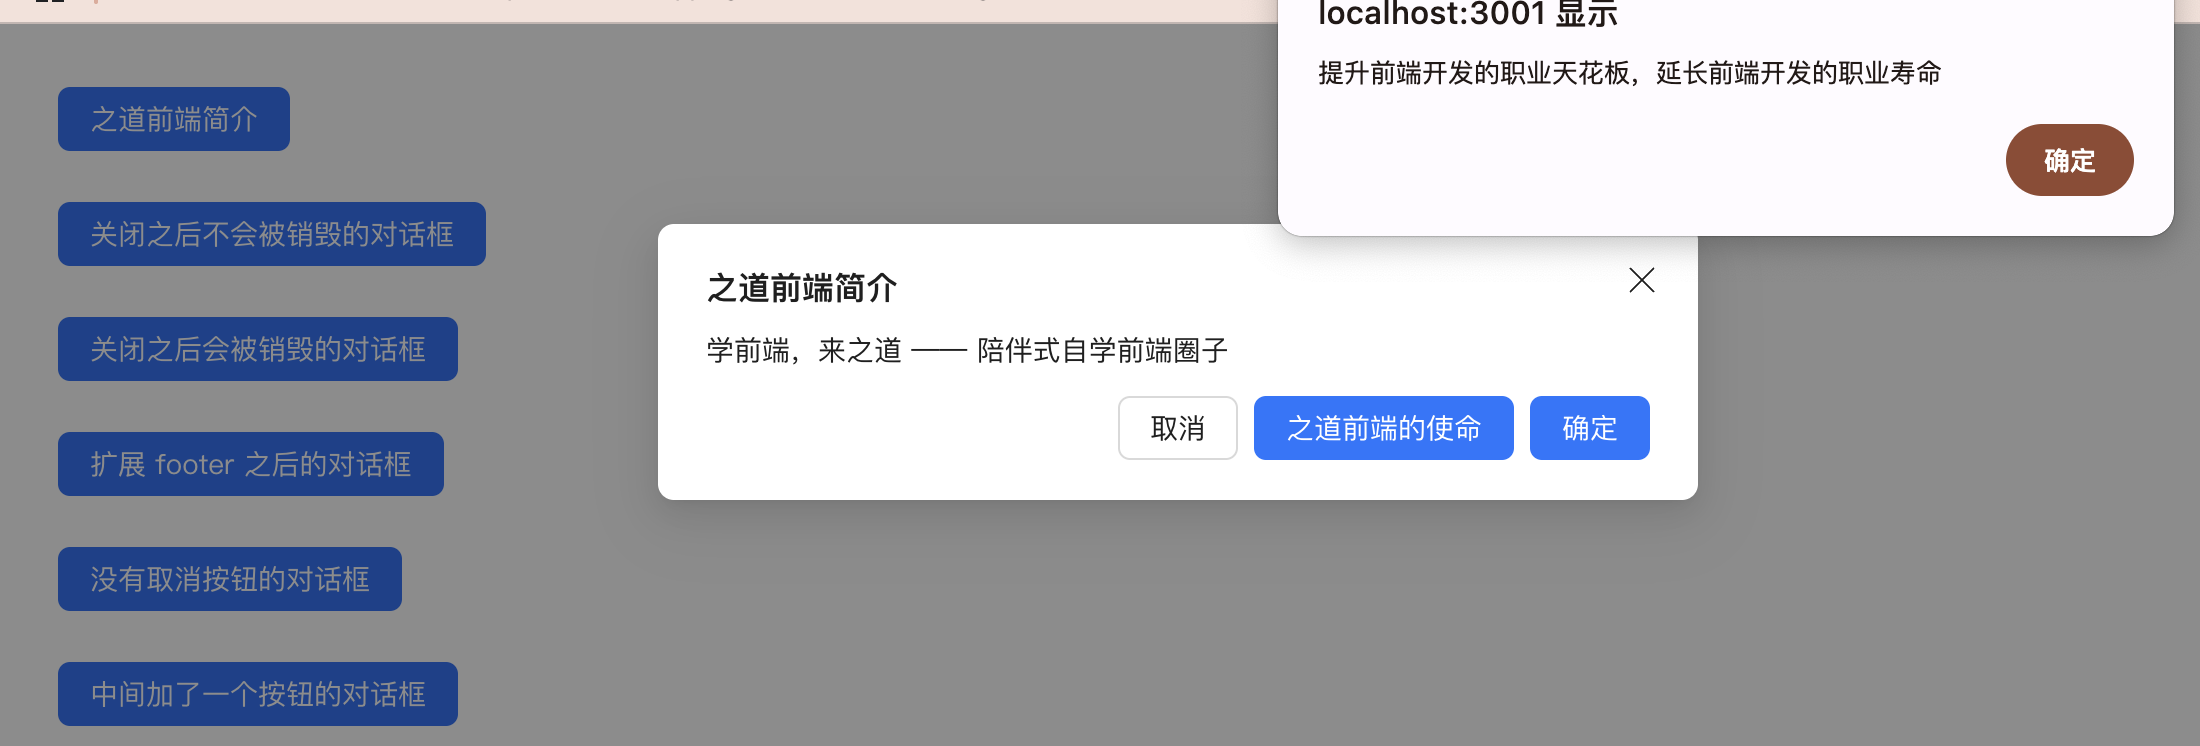 localhost:3001 显示
提升前端开发的职业天花板，延长前端开发的职业寿命
确定
之道前端简介
关闭之后不会被销毁的对话框
关闭之后会被销毁的对话框
扩展 footer 之后的对话框
没有取消按钮的对话框
中间加了一个按钮的对话框
之道前端简介
学前端，来之道 —— 陪伴式自学前端圈子
取消
之道前端的使命
确定